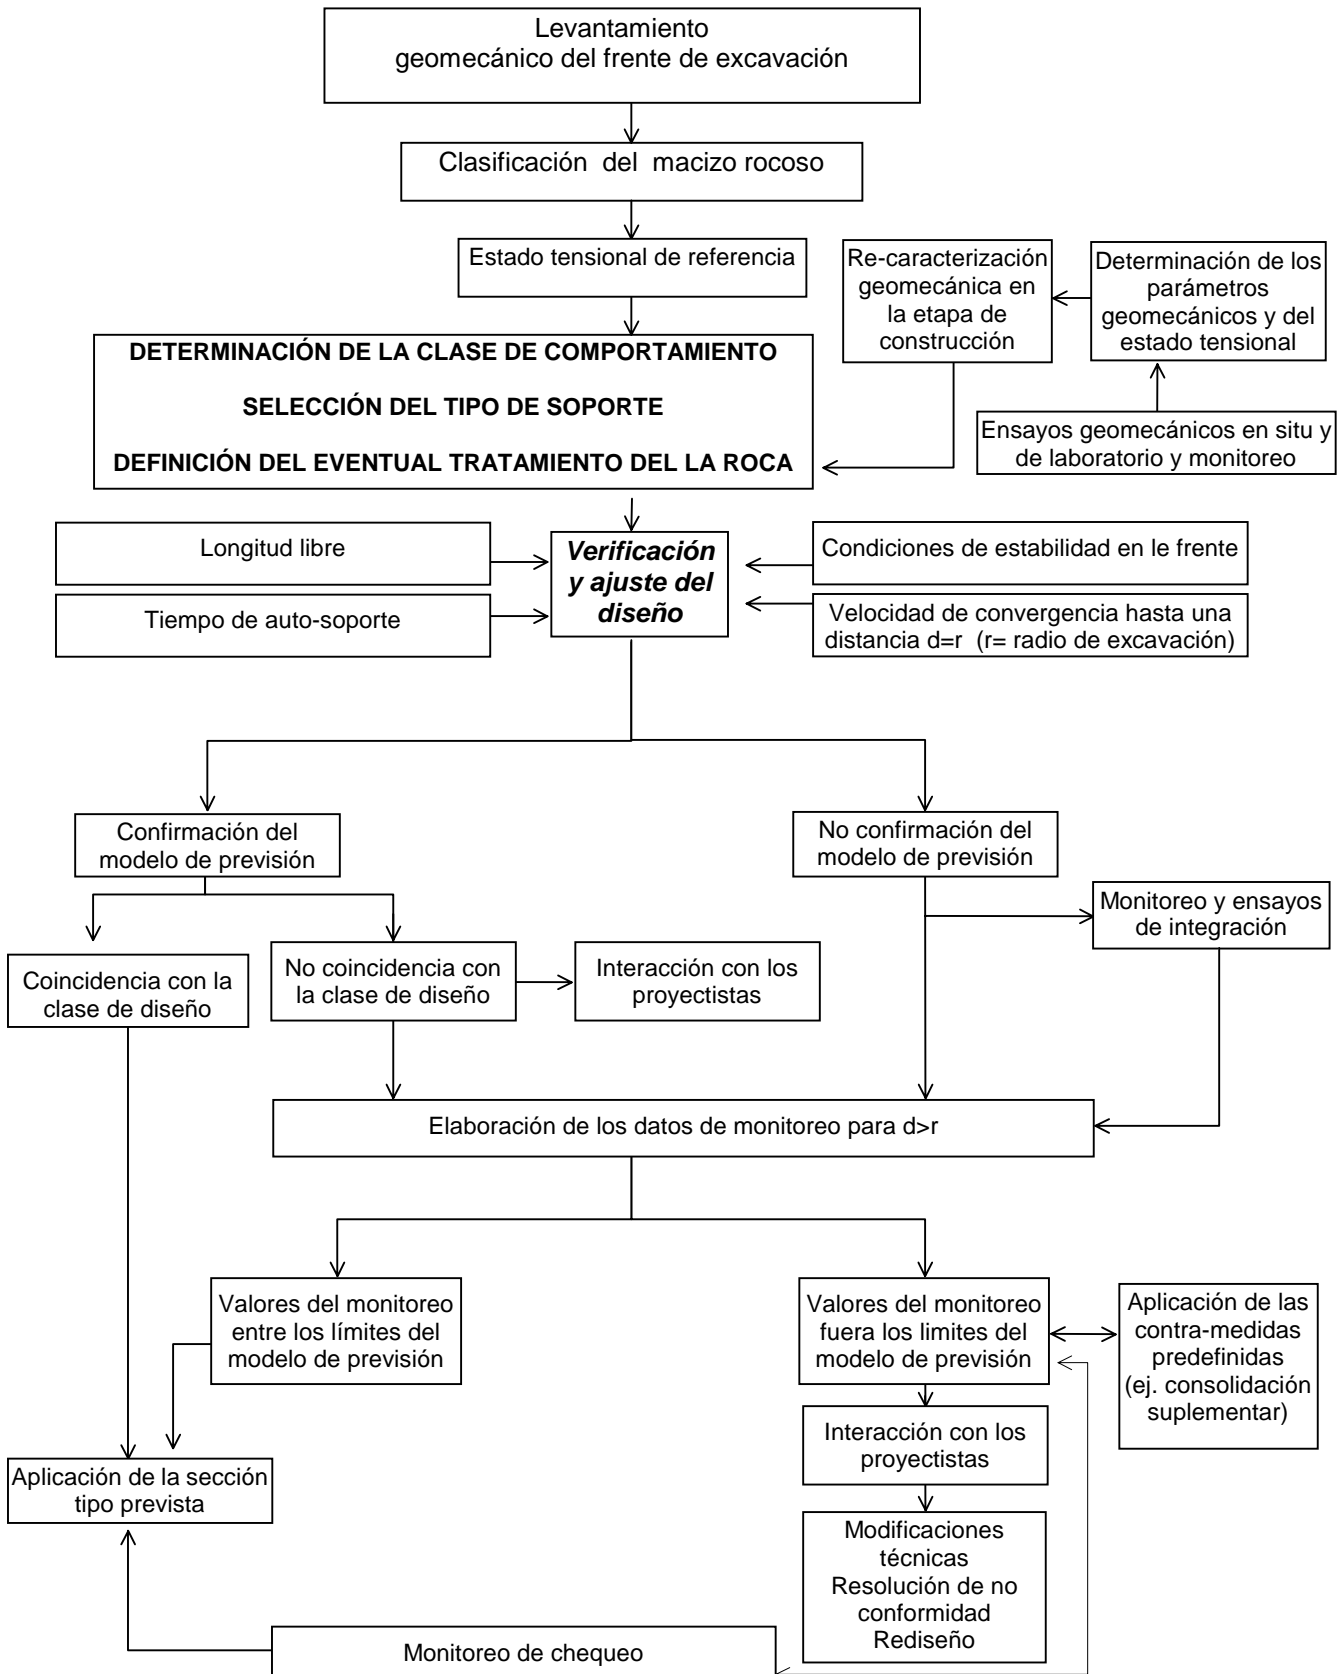 Levantamiento
geomecánico del frente de excavación
Clasificación del macizo rocoso
Estado tensional de referencia
Re-caracterización
geomecánica en
la etapa de
construcción
Determinación de los
parámetros
geomecánicos y del
estado tensional
DETERMINACIÓN DE LA CLASE DE COMPORTAMIENTO
SELECCIÓN DEL TIPO DE SOPORTE
DEFINICIÓN DEL EVENTUAL TRATAMIENTO DEL LA ROCA
Ensayos geomecánicos en situ y
de laboratorio y monitoreo
Longitud libre
Tiempo de auto-soporte
Verificación
y ajuste del
diseño
Condiciones de estabilidad en le frente
Velocidad de convergencia hasta una
distancia d=r (r= radio de excavación)
Confirmación del
modelo de previsión
No confirmación del
modelo de previsión
Monitoreo y ensayos
de integración
Coincidencia con la
clase de diseño
No coincidencia con
la clase de diseño
Interacción con los
proyectistas
Elaboración de los datos de monitoreo para d>r
Valores del monitoreo
entre los límites del
modelo de previsión
Valores del monitoreo
fuera los limites del
modelo de previsión
Aplicación de las
contra-medidas
predefinidas
(ej. consolidación
suplementar)
Interacción con los
proyectistas
Aplicación de la sección
tipo prevista
Modificaciones
técnicas
Resolución de no
conformidad
Rediseño
Monitoreo de chequeo